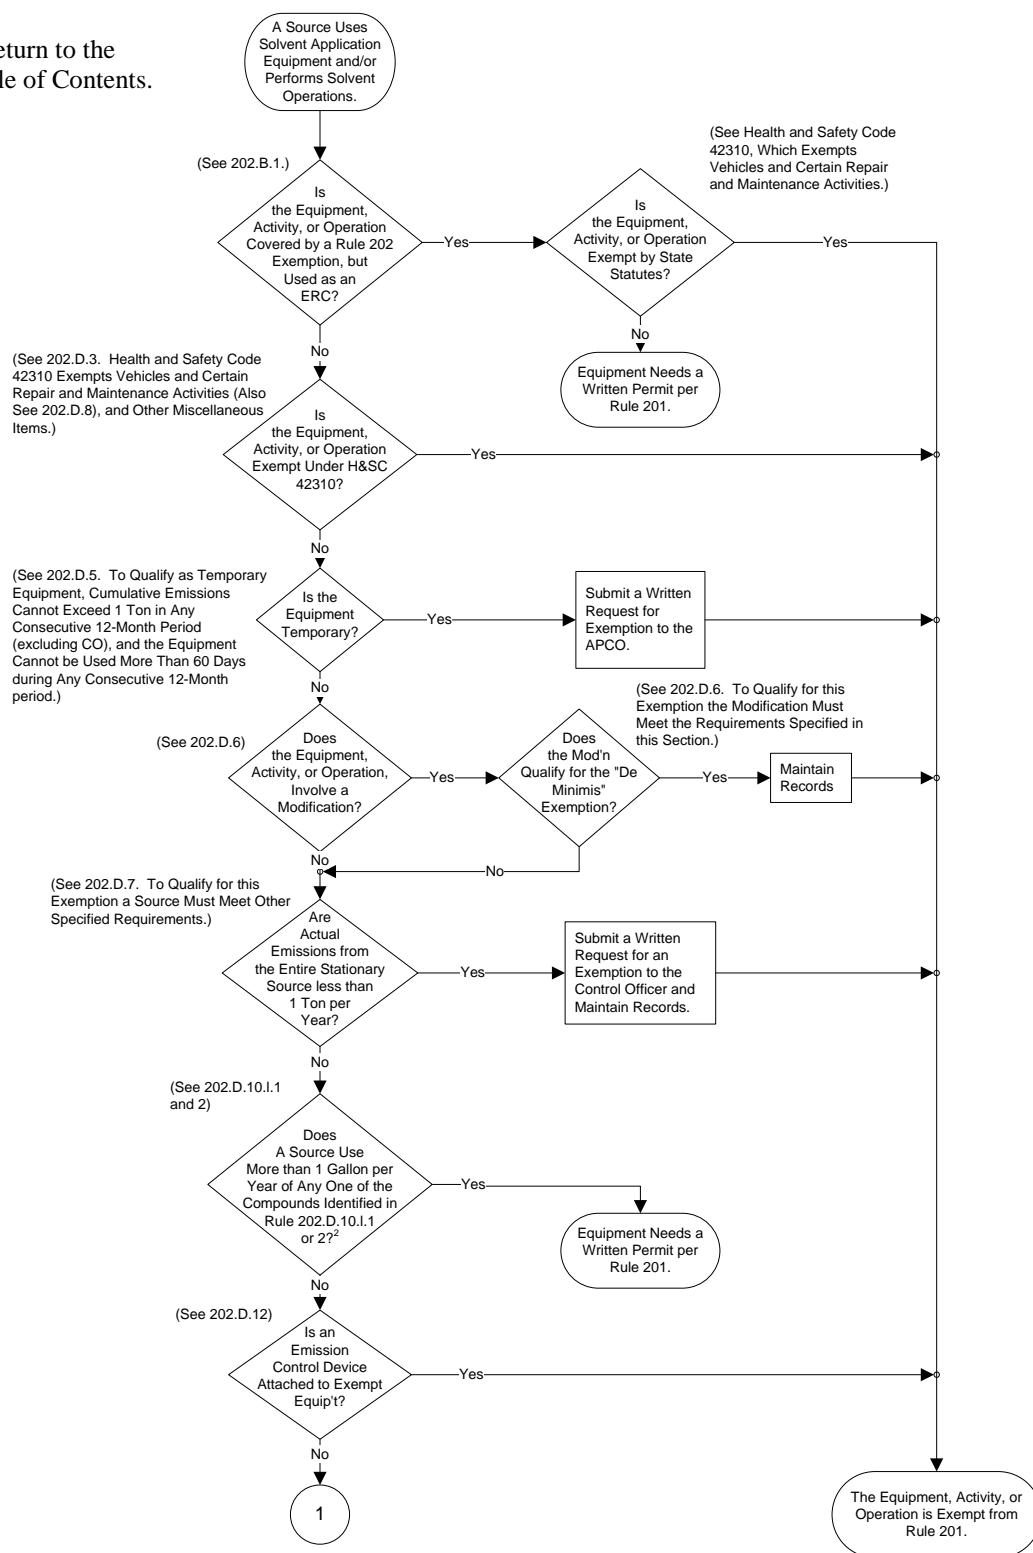 eturn to the
le of Contents.
A Source Uses
Solvent Application
Equipment and/or
Performs Solvent
Operations.
(See 202.B.1.)
Is
the Equipment,
Activity, or Operation
Covered by a Rule 202
Exemption, but
Used as an
ERC?
Yes
(See Health and Safety Code
42310, Which Exempts
Vehicles and Certain Repair
and Maintenance Activities.)
Is
the Equipment,
Activity, or Operation
Exempt by State
Statutes?
Yes
No
Equipment Needs a
Written Permit per
Rule 201.
No
(See 202.D.3. Health and Safety Code
42310 Exempts Vehicles and Certain
Repair and Maintenance Activities (Also
See 202.D.8), and Other Miscellaneous
Items.)
Is
the Equipment,
Activity, or Operation
Exempt Under H&SC
42310?
Yes
No
(See 202.D.5. To Qualify as Temporary
Equipment, Cumulative Emissions
Cannot Exceed 1 Ton in Any
Consecutive 12-Month Period
(excluding CO), and the Equipment
Cannot be Used More Than 60 Days
during Any Consecutive 12-Month
period.)
Is the
Equipment
Temporary?
Yes
Submit a Written
Request for
Exemption to the
APCO.
No
(See 202.D.6)
Does
the Equipment,
Activity, or Operation,
Involve a
Modification?
Yes
(See 202.D.6. To Qualify for this
Exemption the Modification Must
Meet the Requirements Specified in
this Section.)
Does
the Mod'n
Qualify for the "De
Minimis"
Exemption?
Yes
Maintain
Records
No
No
(See 202.D.7. To Qualify for this
Exemption a Source Must Meet Other
Specified Requirements.)
Are
Actual
Emissions from
the Entire Stationary
Source less than
1 Ton per
Year?
Yes
Submit a Written
Request for an
Exemption to the
Control Officer and
Maintain Records.
No
(See 202.D.10.l.1
and 2)
Does
A Source Use
More than 1 Gallon per
Year of Any One of the
Compounds Identified in
Rule 202.D.10.l.1
or 2?²
Yes
Equipment Needs a
Written Permit per
Rule 201.
No
(See 202.D.12)
Is an
Emission
Control Device
Attached to Exempt
Equip't?
Yes
No
1
The Equipment, Activity, or
Operation is Exempt from
Rule 201.